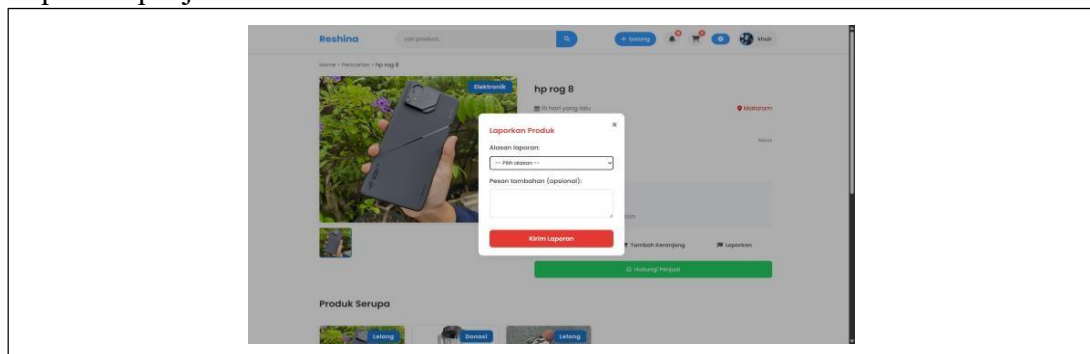 Reshina
cari product...
+ barang
khair
Home > Pencarian > hp rog 8
Elektronik
hp rog 8
10 hari yang lalu
Mataram
Laporkan Produk
×
Alasan laporan:
-- Pilih alasan --
Pesan tambahan (opsional):
Kirim Laporan
Tambah Keranjang
Laporkan
Hubungi Penjual
Produk Serupa
Lelang
Donasi
Lelang